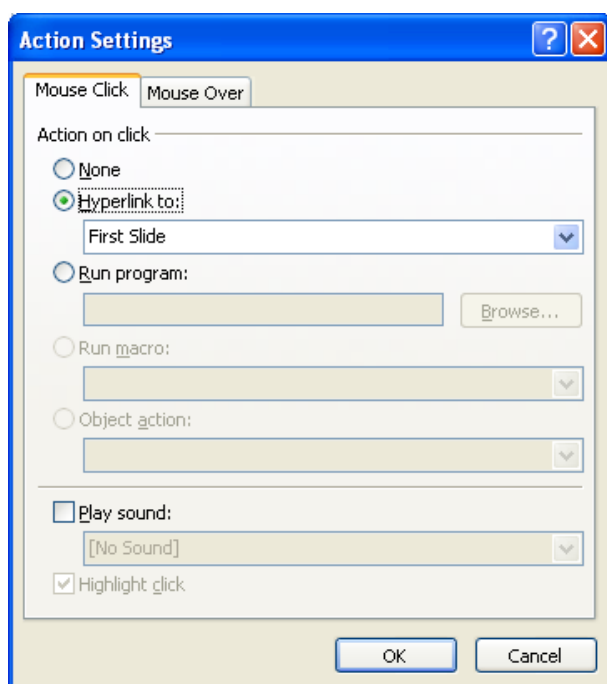 Action Settings
Mouse Click Mouse Over
Action on click
None
Hyperlink to:
First Slide
Run program:
Browse...
Run macro:
Object action:
Play sound:
[No Sound]
Highlight click
OK Cancel